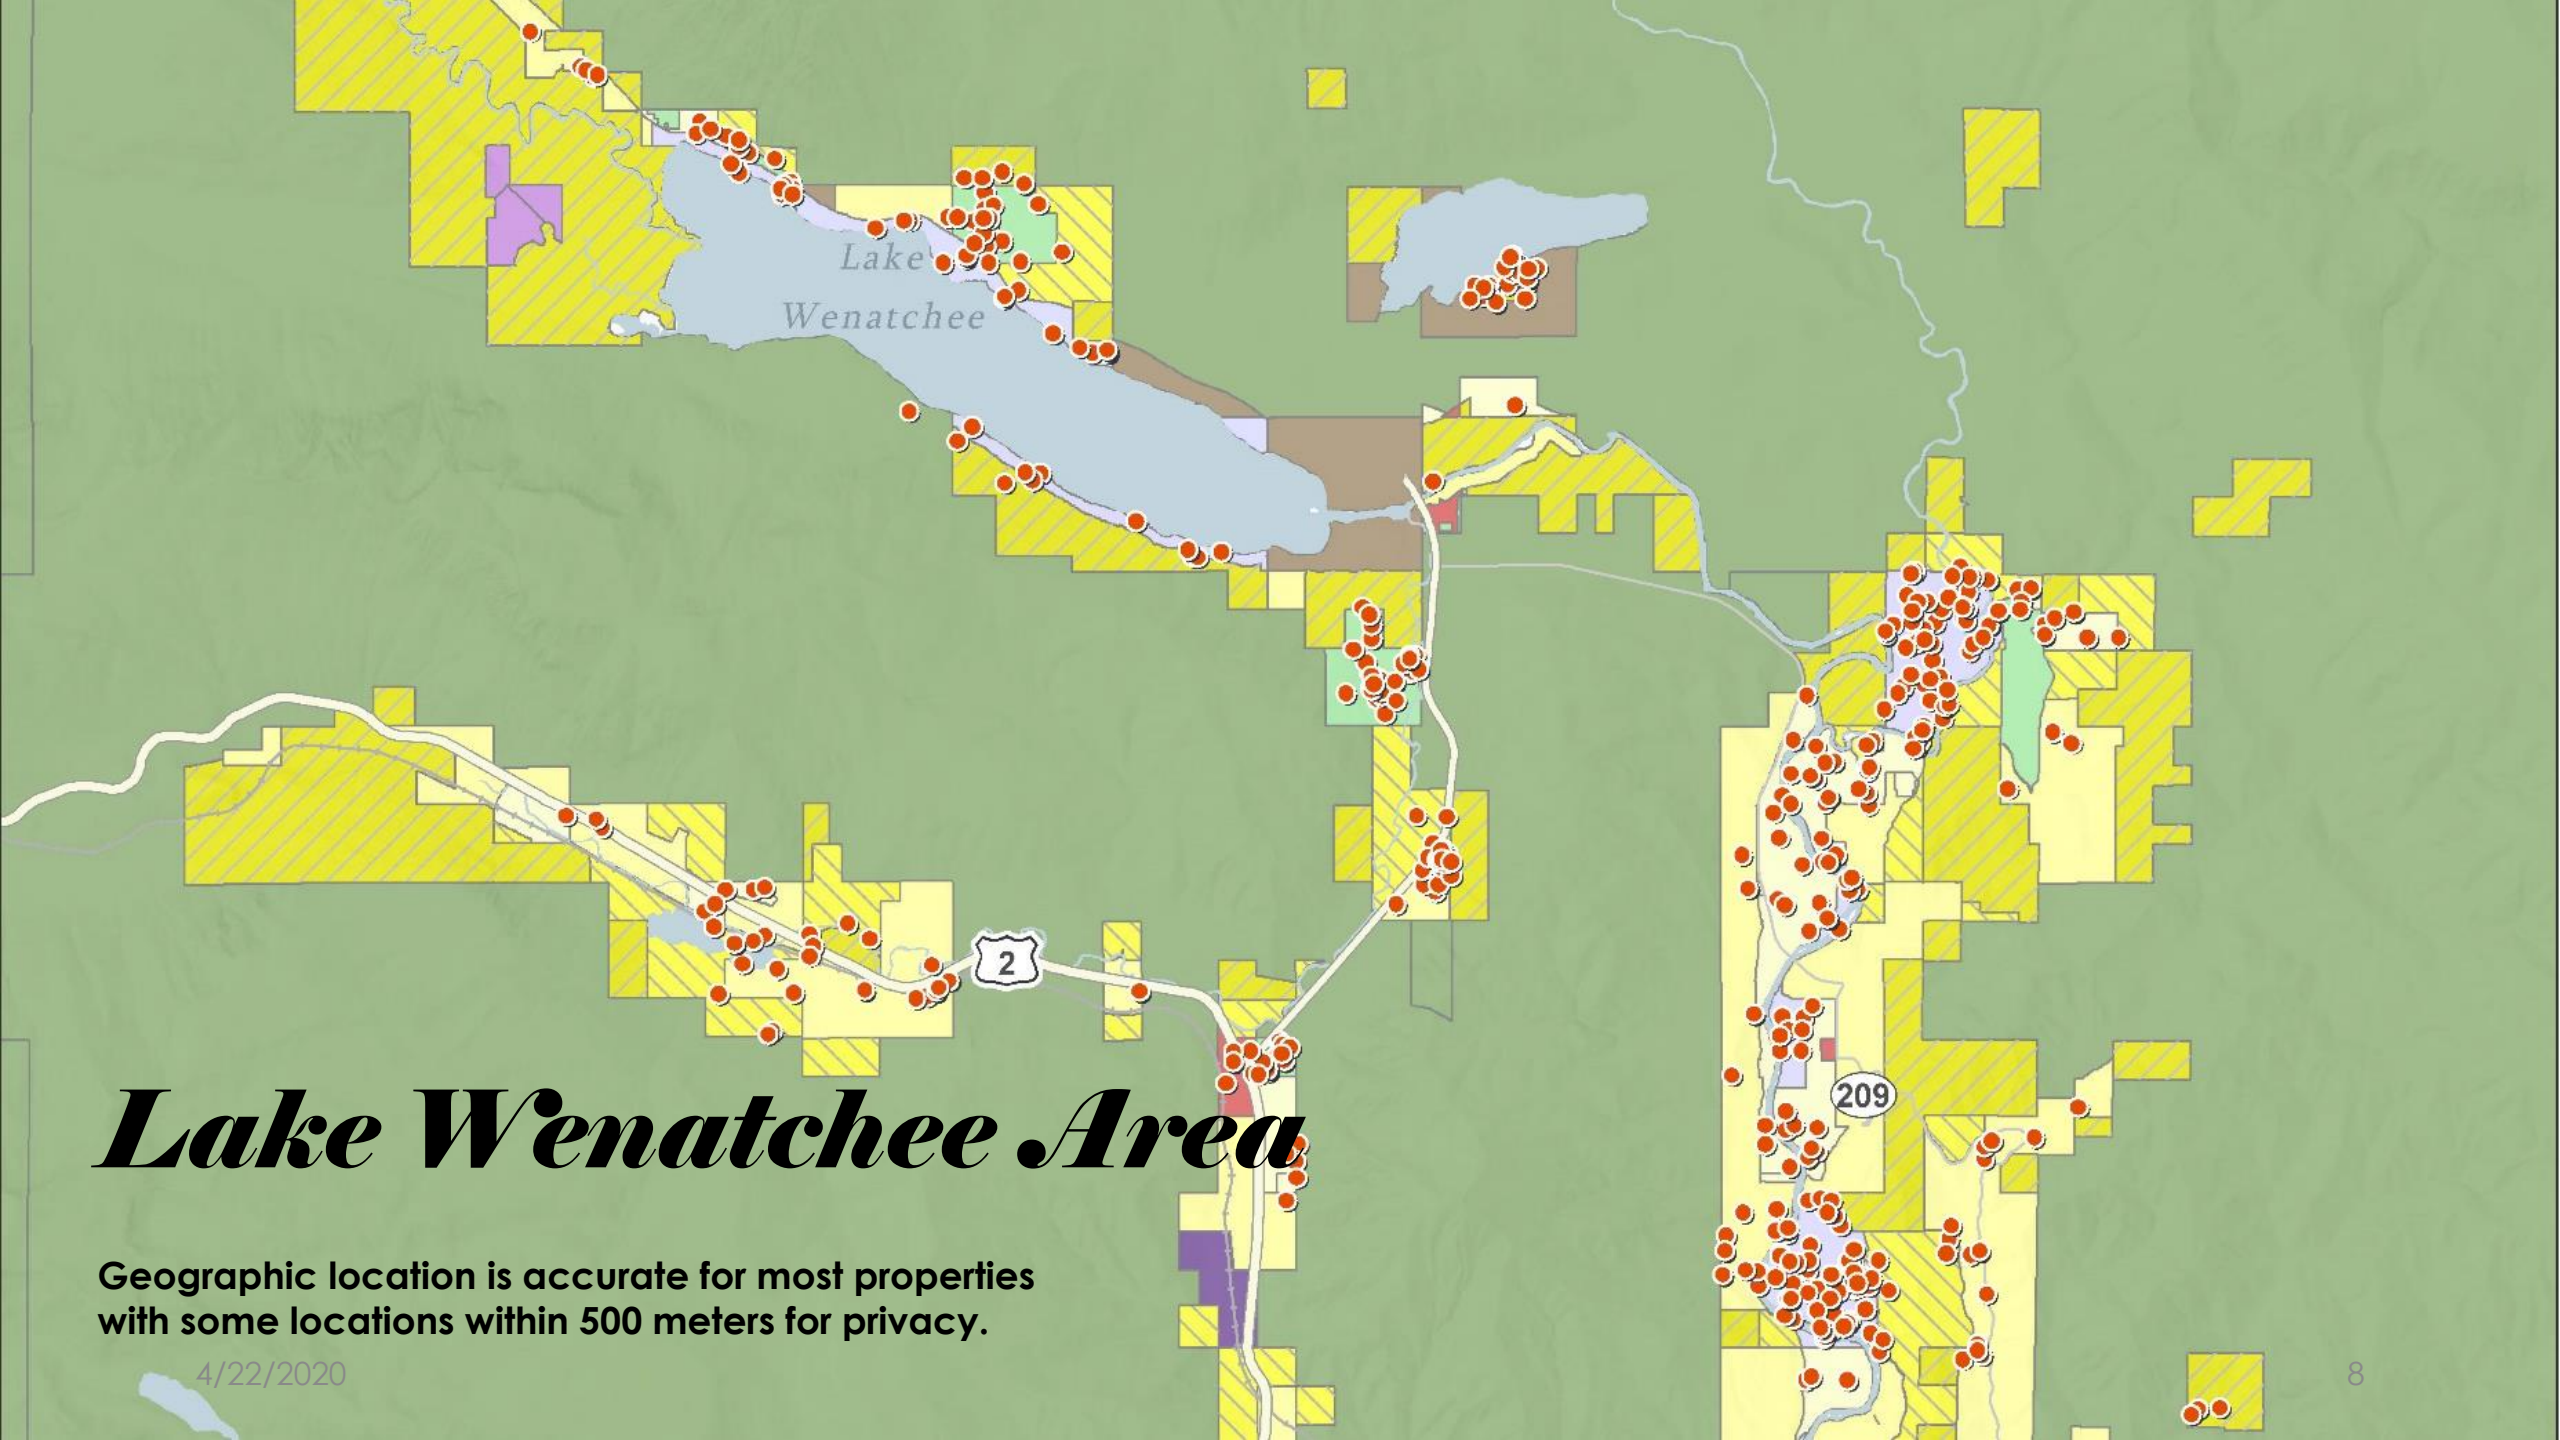 Lake
Wenatchee
2
209
Lake Wenatchee Area
Geographic location is accurate for most properties
with some locations within 500 meters for privacy.
4/22/2020
8